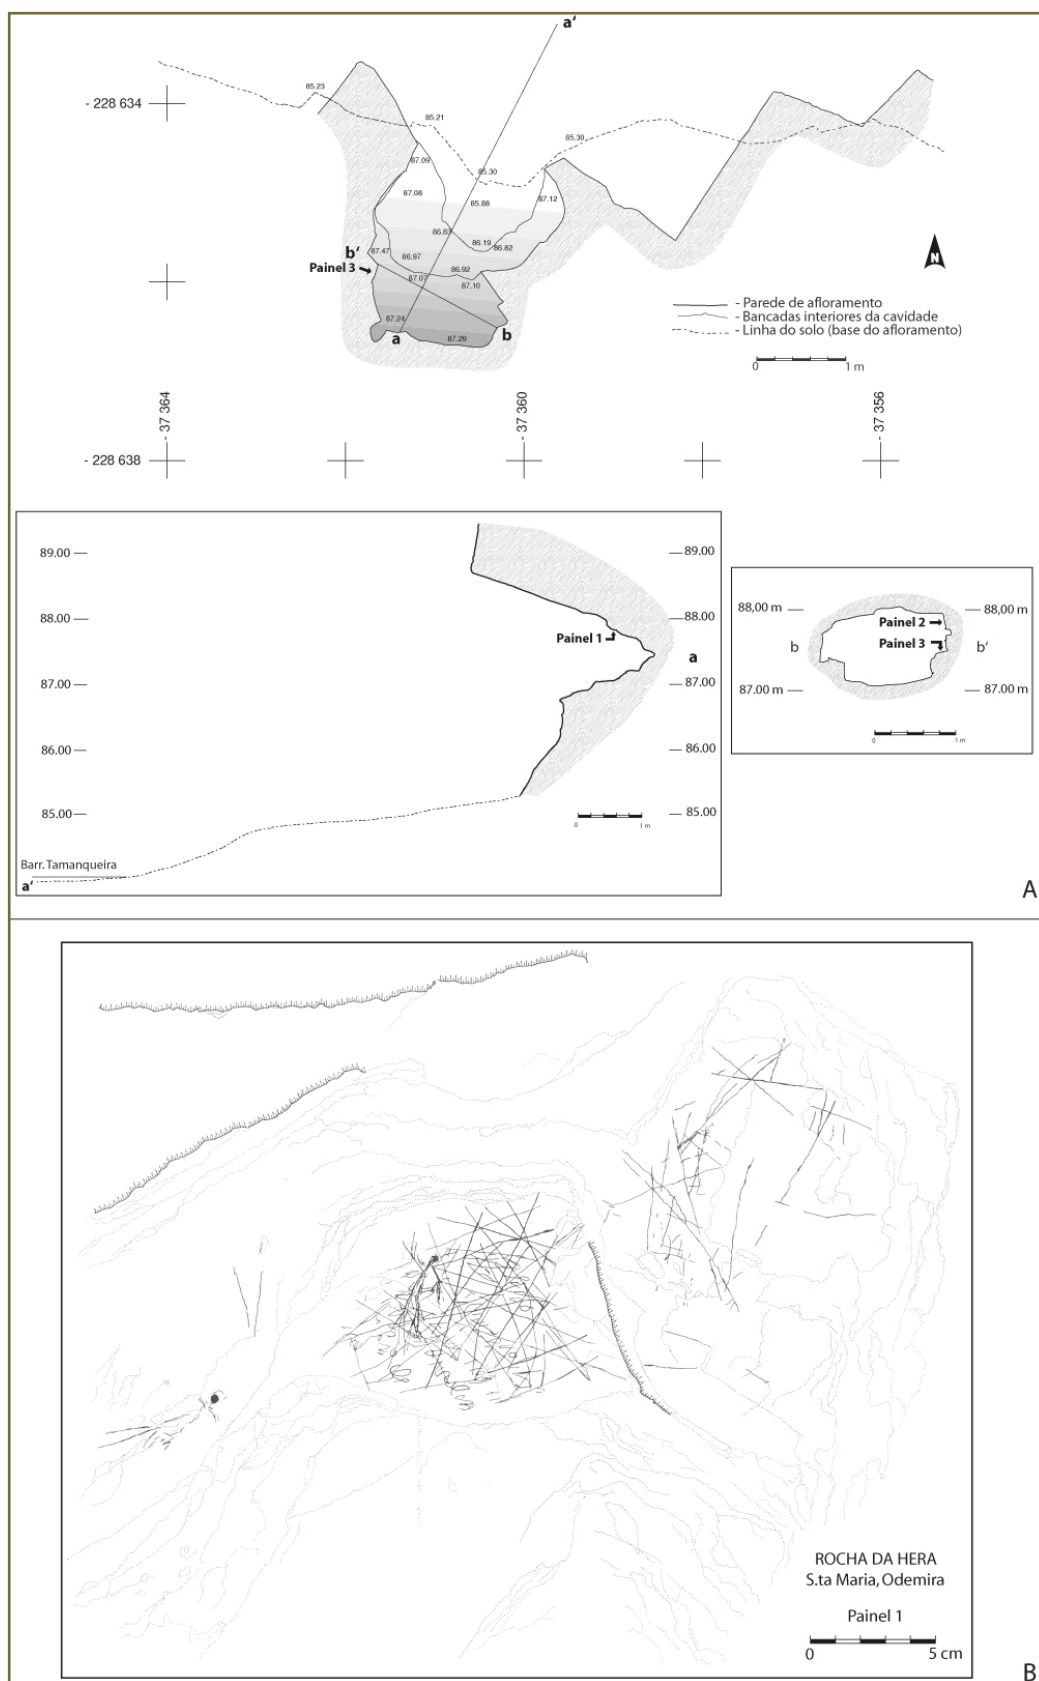 a'
- 228 634
85.23
85.21
85.30
85.30
87.09
87.08
85.88
87.12
86.83
86.19
86.82
b'
87.47
86.97
Painel 3
87.07
86.92
87.10
N
87.24
87.29
a
b
- Parede de afloramento
- Bancadas interiores da cavidade
- Linha do solo (base do afloramento)
0 1 m
- 37 364
- 37 360
- 37 356
- 228 638
89.00
89.00
88.00
88.00
Painel 1
a
87.00
87.00
86.00
86.00
85.00
85.00
0 1 m
Barr. Tamanqueira
a'
88,00 m
88,00 m
Painel 2
b
Painel 3
b'
87.00 m
87.00 m
0 1 m
A
ROCHA DA HERA
S.ta Maria, Odemira
Painel 1
0 5 cm
B